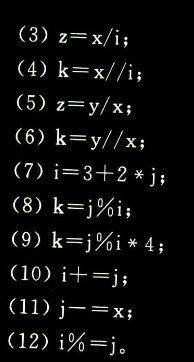 (3) z=x/i;
(4) k=x//i;
(5) z=y/x;
(6) k=y//x;
(7) i=3+2*j;
(8) k=j%i;
(9) k=j%i*4;
(10) i+=j;
(11) j-=x;
(12) i%=j。